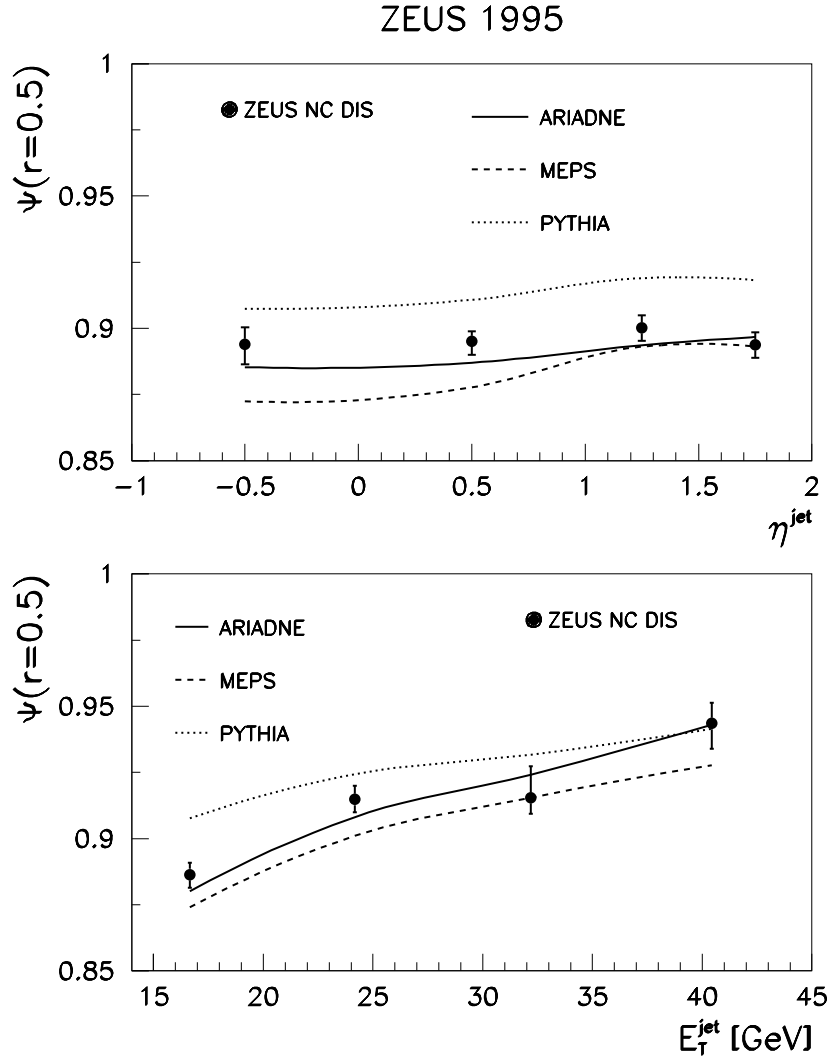 ZEUS 1995
ψ(r=0.5)
1
0.95
0.9
0.85
ZEUS NC DIS
ARIADNE
MEPS
PYTHIA
−1 −0.5 0 0.5 1 1.5 2
η^jet
ψ(r=0.5)
1
0.95
0.9
0.85
ARIADNE
MEPS
PYTHIA
ZEUS NC DIS
15 20 25 30 35 40 45
E_T^jet [GeV]